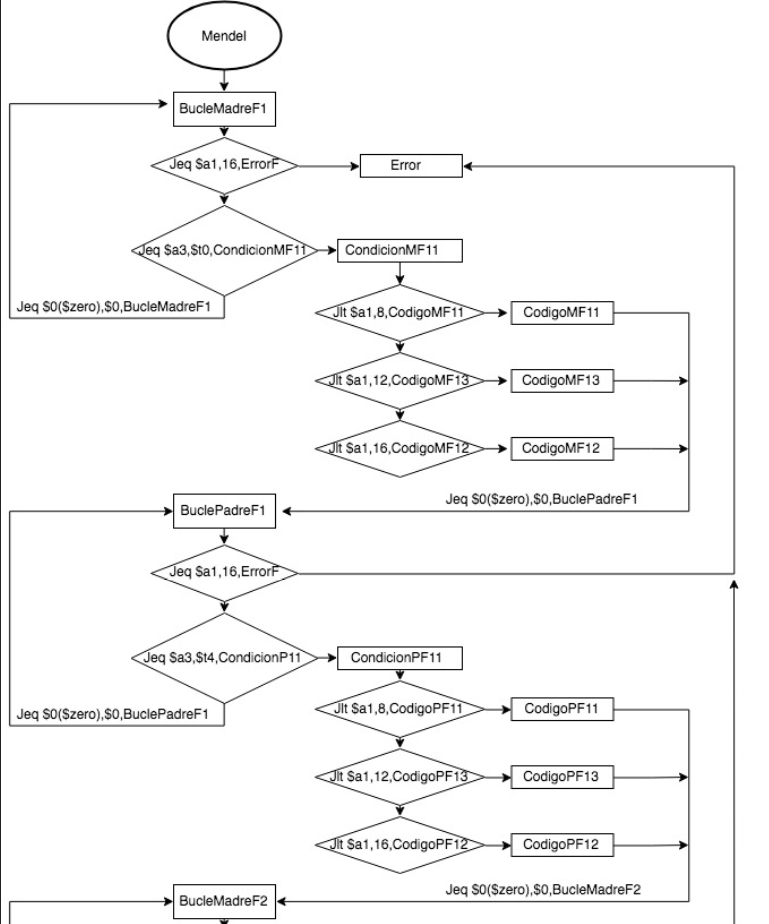 Mendel
BucleMadreF1
Jeq $a1,16,ErrorF
Error
Jeq $a3,$t0,CondicionMF11
CondicionMF11
Jeq $0($zero),$0,BucleMadreF1
Jlt $a1,8,CodigoMF11
CodigoMF11
Jlt $a1,12,CodigoMF13
CodigoMF13
Jlt $a1,16,CodigoMF12
CodigoMF12
Jeq $0($zero),$0,BuclePadreF1
BuclePadreF1
Jeq $a1,16,ErrorF
Jeq $a3,$t4,CondicionP11
CondicionPF11
Jeq $0($zero),$0,BuclePadreF1
Jlt $a1,8,CodigoPF11
CodigoPF11
Jlt $a1,12,CodigoPF13
CodigoPF13
Jlt $a1,16,CodigoPF12
CodigoPF12
Jeq $0($zero),$0,BucleMadreF2
BucleMadreF2